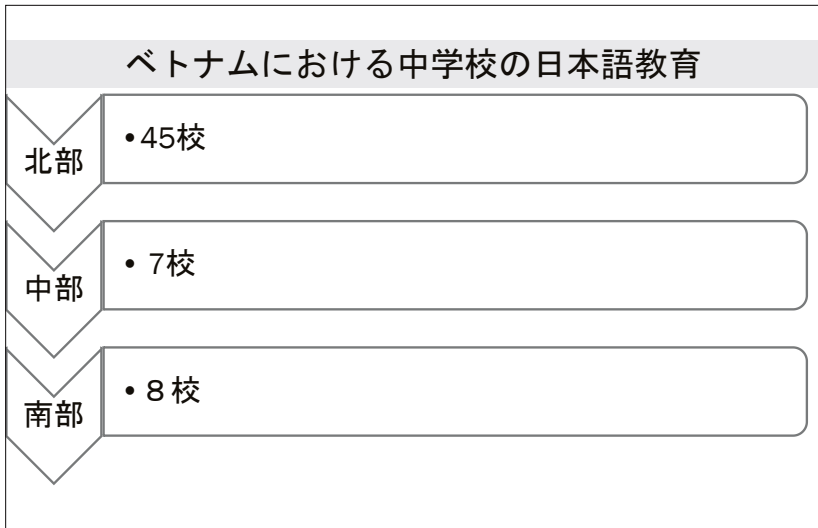 ベトナムにおける中学校の日本語教育
北部
•45校
中部
• 7校
南部
•８校